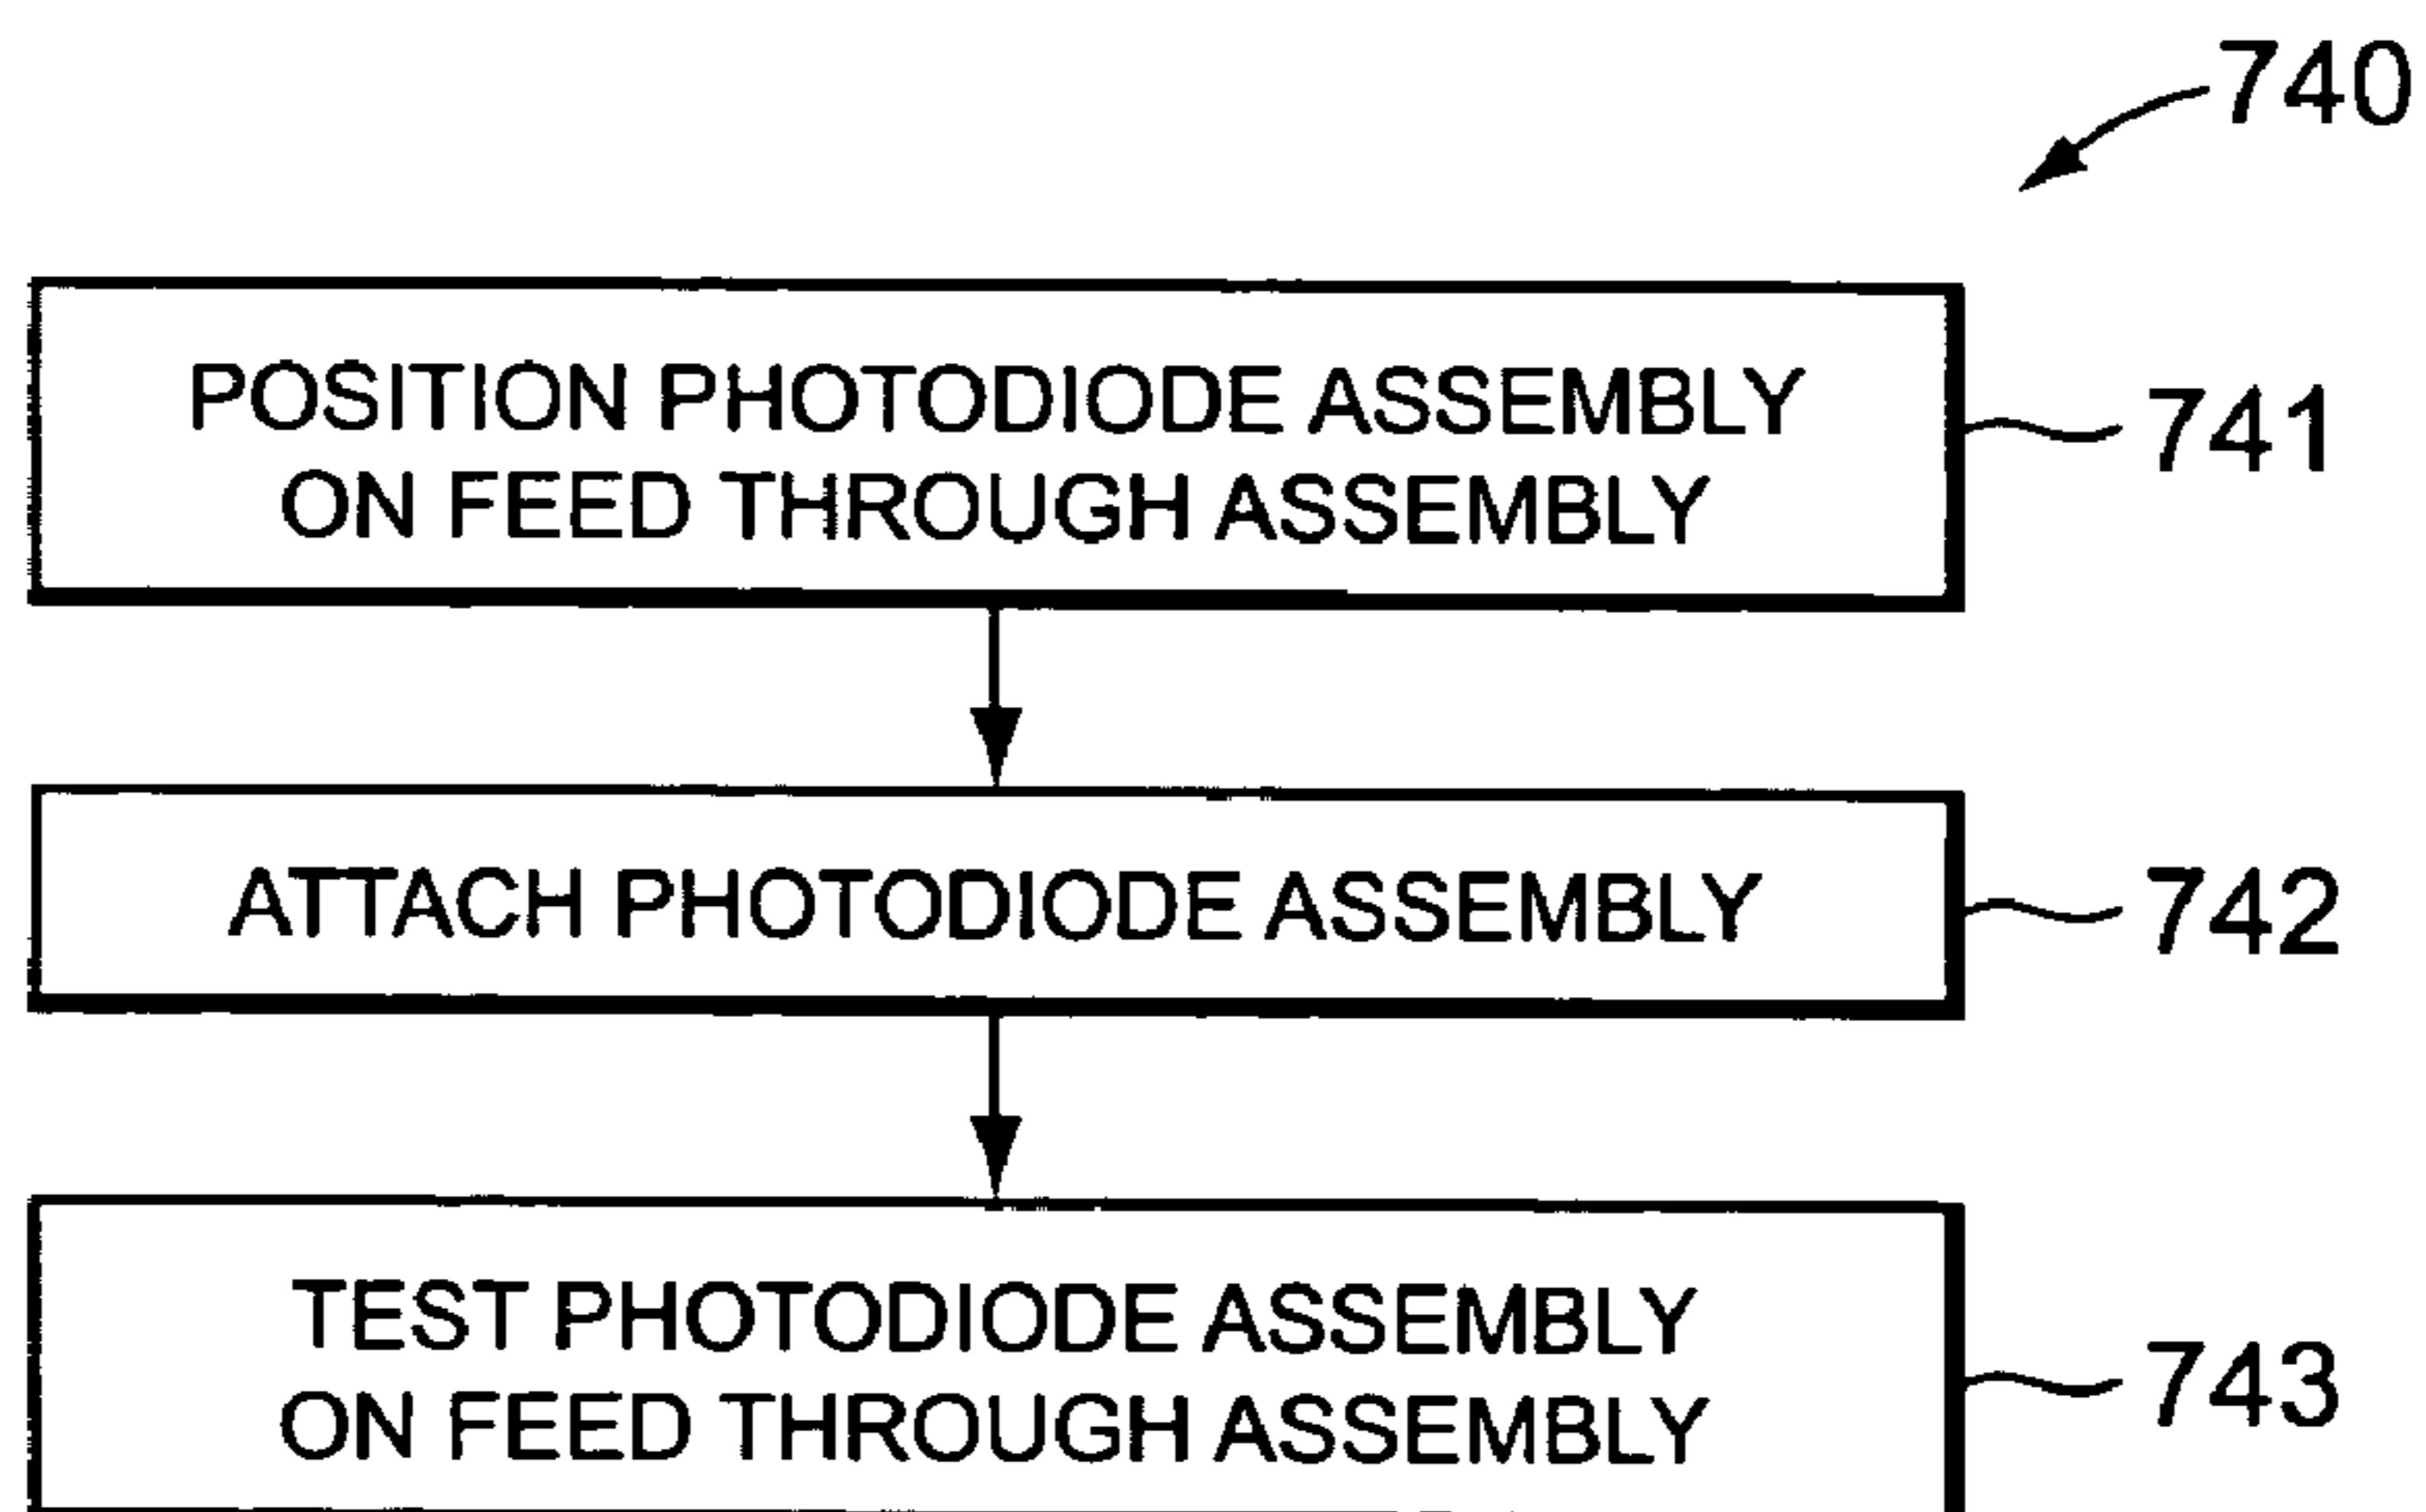 740
POSITION PHOTODIODE ASSEMBLY
ON FEED THROUGH ASSEMBLY
741
ATTACH PHOTODIODE ASSEMBLY
742
TEST PHOTODIODE ASSEMBLY
ON FEED THROUGH ASSEMBLY
743